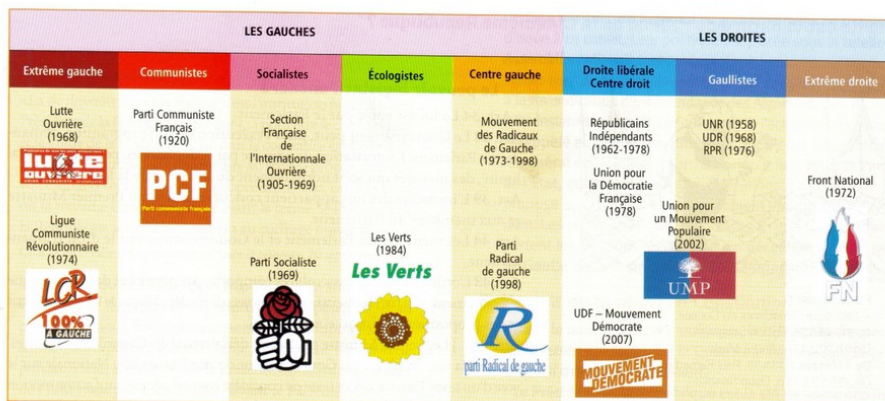 LES GAUCHES
LES DROITES
Extrême gauche
Communistes
Socialistes
Écologistes
Centre gauche
Droite libérale
Centre droit
Gaullistes
Extrême droite
Lutte
Ouvrière
(1968)
lutte
ouvrière
Ligue
Communiste
Révolutionnaire
(1974)
LCR
100%
À GAUCHE
Parti Communiste
Français
(1920)
PCF
Parti communiste français
Section
Française
de
l'Internationnale
Ouvrière
(1905-1969)
Parti Socialiste
(1969)
Les Verts
(1984)
Les Verts
Mouvement
des Radicaux
de Gauche
(1973-1998)
Parti
Radical
de gauche
(1998)
R
parti Radical de gauche
Républicains
Indépendants
(1962-1978)
Union pour
la Démocratie
Française
(1978)
UDF – Mouvement
Démocrate
(2007)
MOUVEMENT
DÉMOCRATE
UNR (1958)
UDR (1968)
RPR (1976)
Union pour
un Mouvement
Populaire
(2002)
UMP
Front National
(1972)
FN